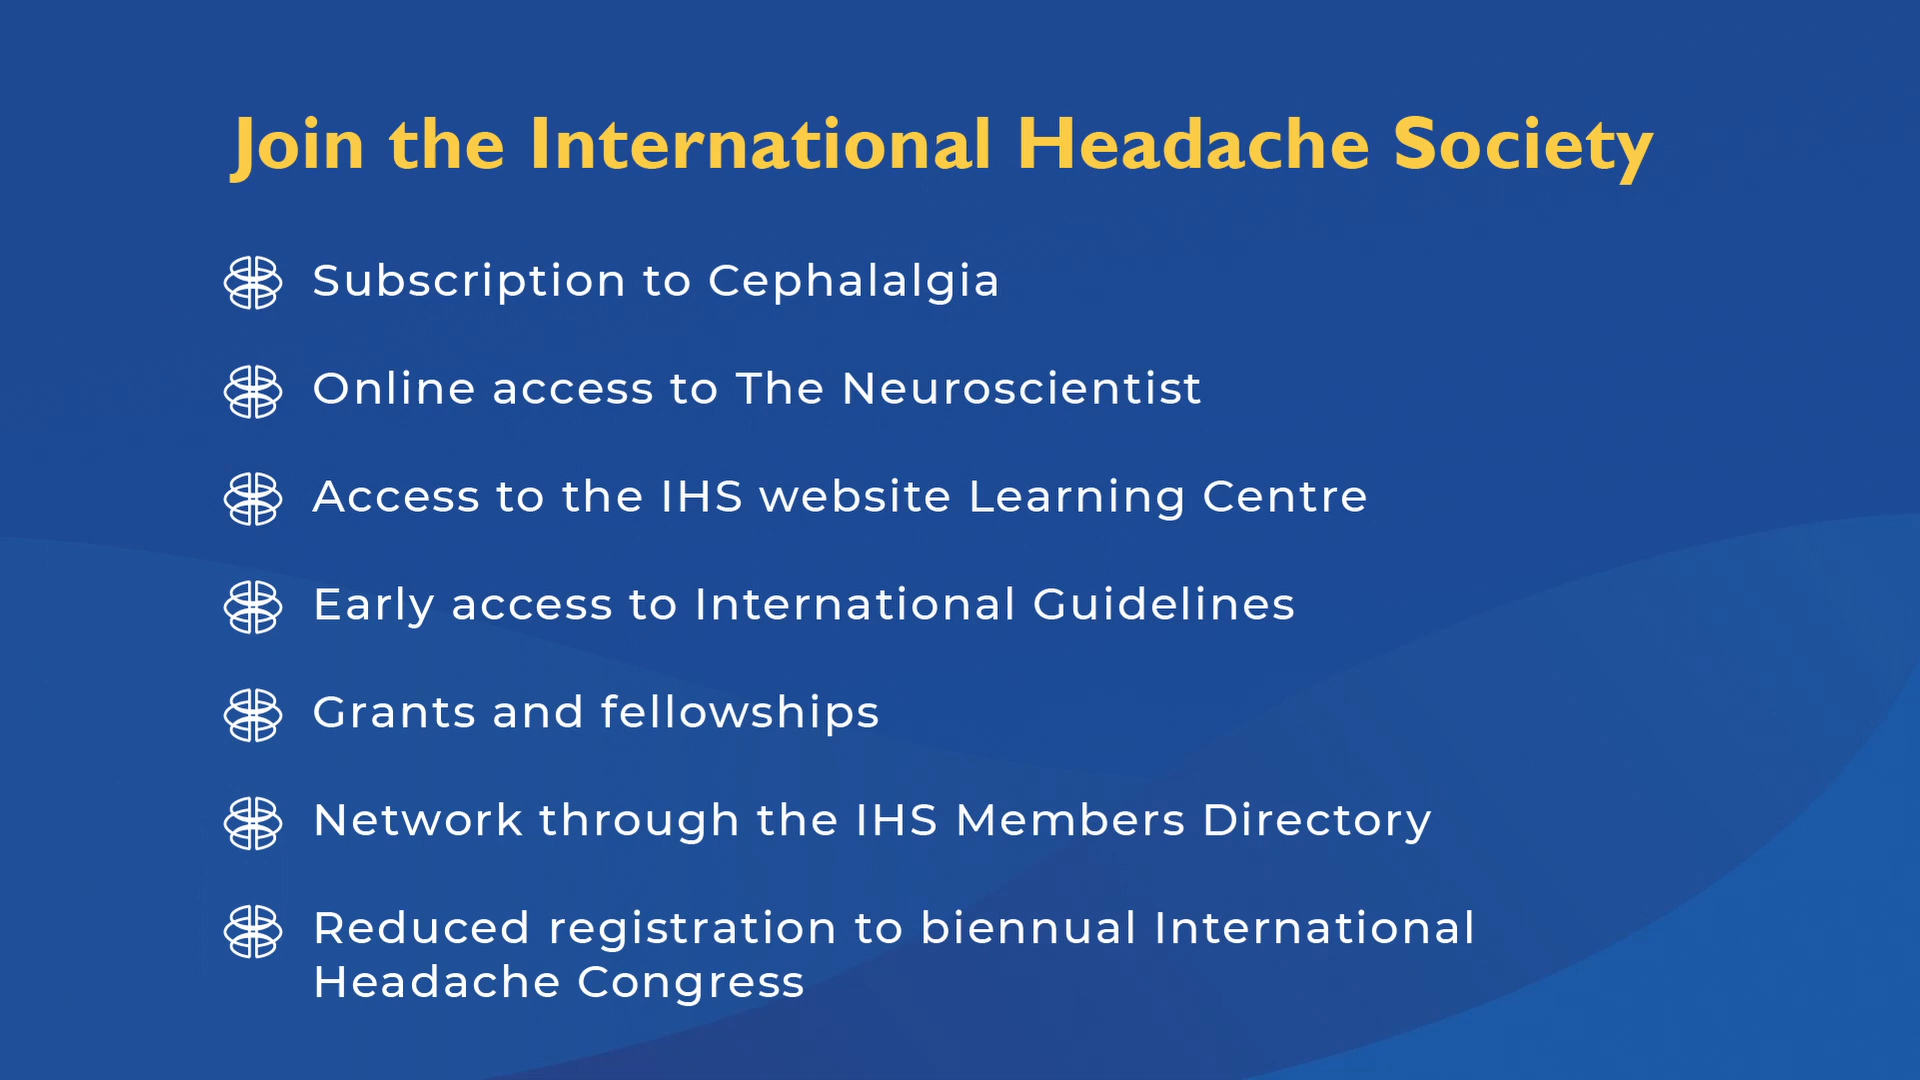 Join the International Headache Society
Subscription to Cephalalgia
Online access to The Neuroscientist
Access to the IHS website Learning Centre
Early access to International Guidelines
Grants and fellowships
Network through the IHS Members Directory
Reduced registration to biennual International
Headache Congress